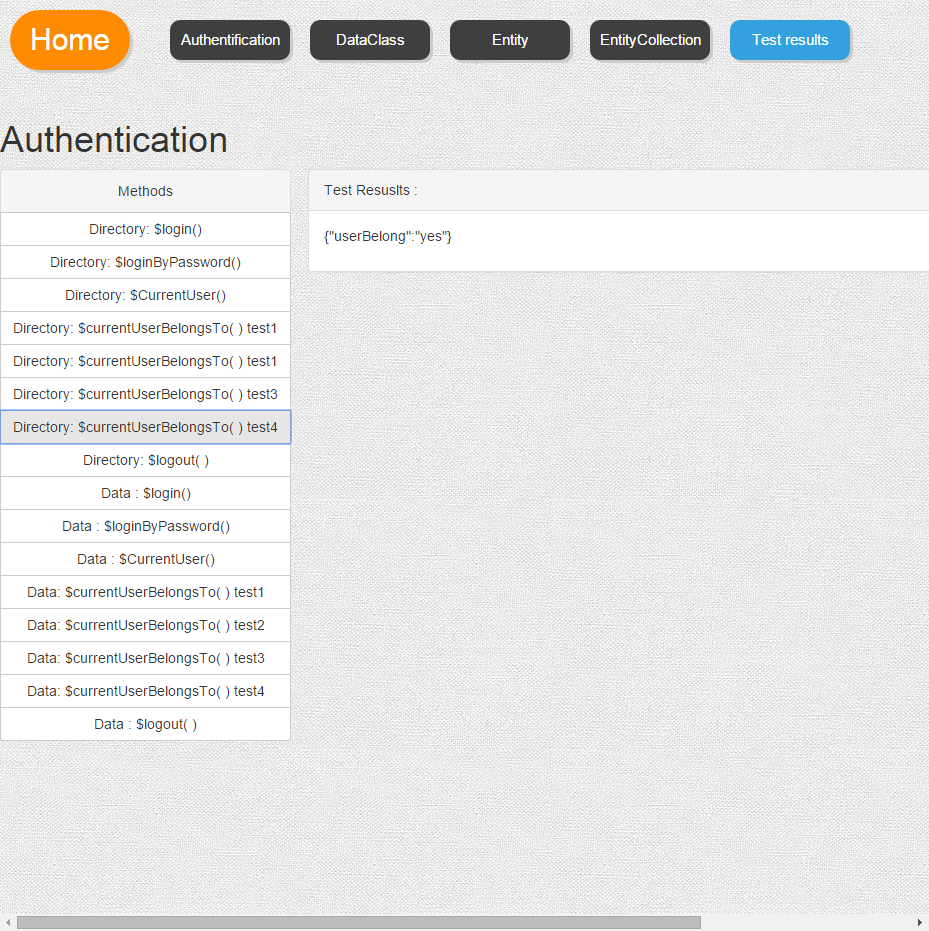 Home
Authentification
DataClass
Entity
EntityCollection
Test results
Authentication
Methods
Directory: $login()
Directory: $loginByPassword()
Directory: $CurrentUser()
Directory: $currentUserBelongsTo( ) test1
Directory: $currentUserBelongsTo( ) test1
Directory: $currentUserBelongsTo( ) test3
Directory: $currentUserBelongsTo( ) test4
Directory: $logout( )
Data : $login()
Data : $loginByPassword()
Data : $CurrentUser()
Data: $currentUserBelongsTo( ) test1
Data: $currentUserBelongsTo( ) test2
Data: $currentUserBelongsTo( ) test3
Data: $currentUserBelongsTo( ) test4
Data : $logout( )
Test Resuslts :
{"userBelong":"yes"}